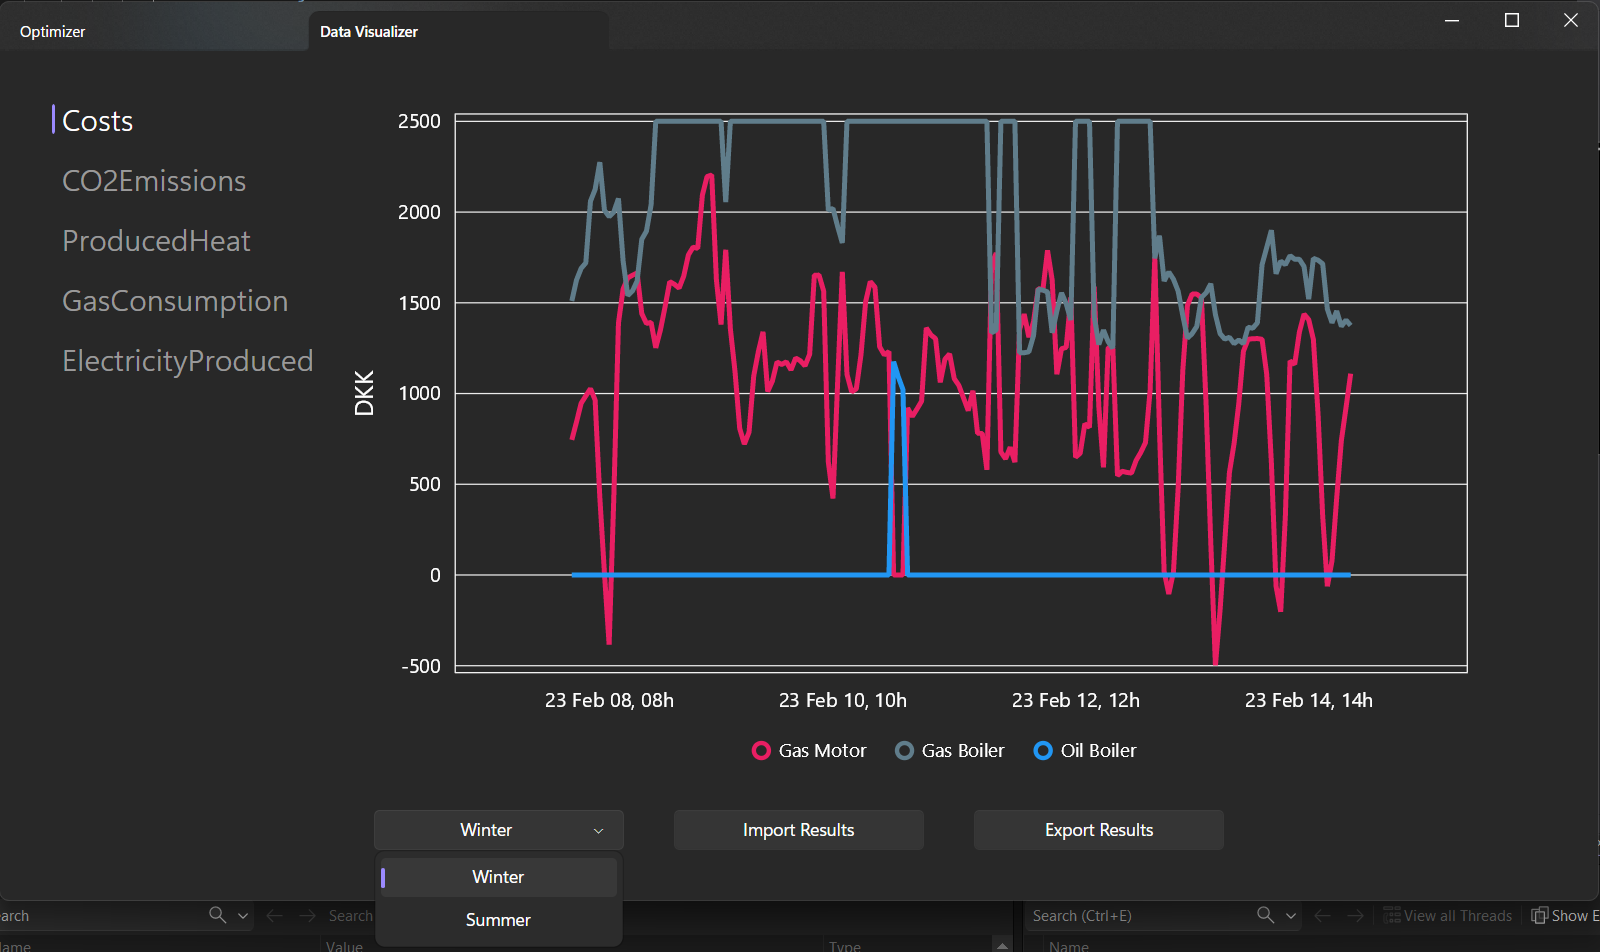 Optimizer
Data Visualizer
Costs
CO2Emissions
ProducedHeat
GasConsumption
ElectricityProduced
DKK
2500
2000
1500
1000
500
0
-500
23 Feb 08, 08h
23 Feb 10, 10h
23 Feb 12, 12h
23 Feb 14, 14h
Gas Motor
Gas Boiler
Oil Boiler
Winter
Import Results
Export Results
Winter
Summer
Search
Search (Ctrl+E)
View all Threads
Show
Value
Type
Name